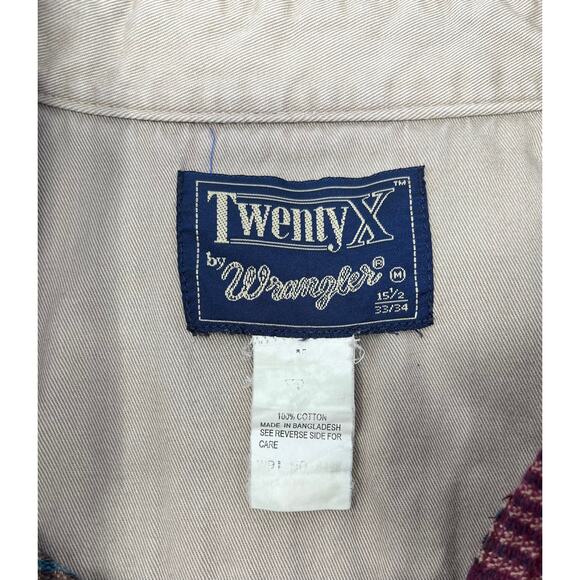 TwentyX™
by Wrangler® M
15½
33/34
100% COTTON
MADE IN BANGLADESH
SEE REVERSE SIDE FOR
CARE